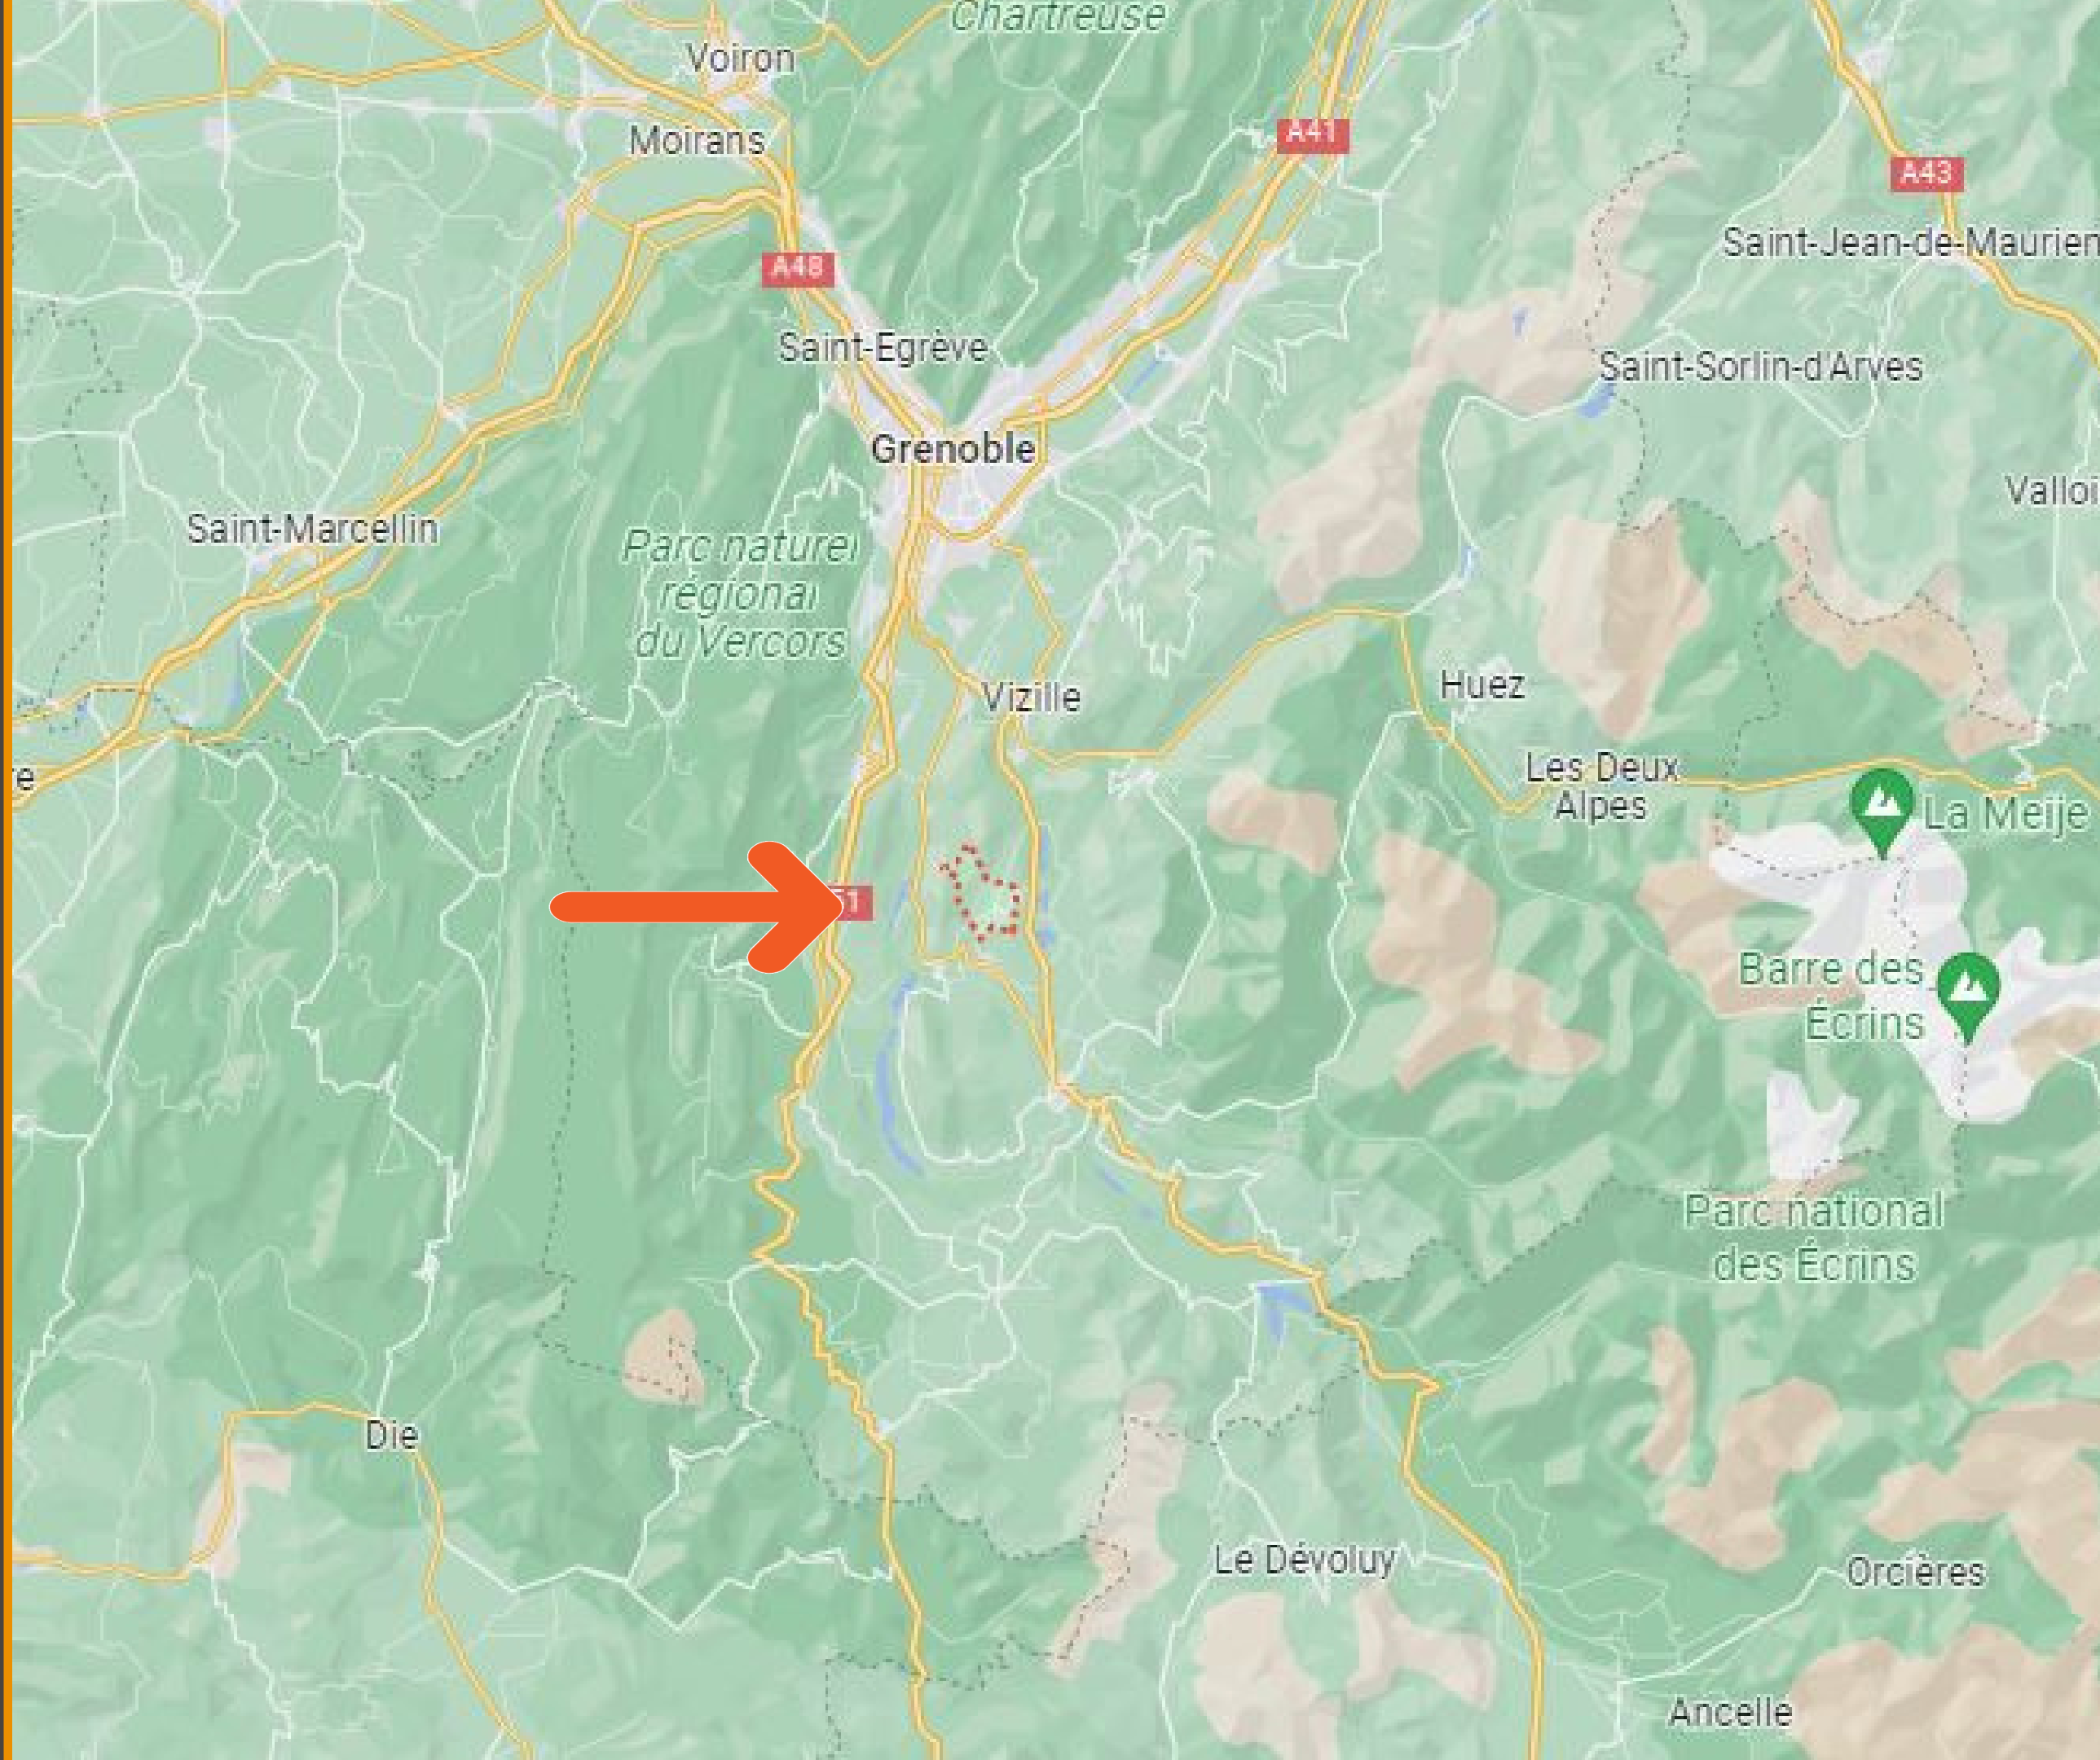 Chartreuse
Voiron
Moirans
A41
A43
Saint-Jean-de-Maurien
A48
Saint-Egrève
Saint-Sorlin-d'Arves
Grenoble
Valloi
Saint-Marcellin
Parc naturel
régional
du Vercors
Vizille
Huez
re
Les Deux
Alpes
La Meije
Barre des
Écrins
Parc national
des Écrins
Die
Le Dévoluy
Orcières
Ancelle